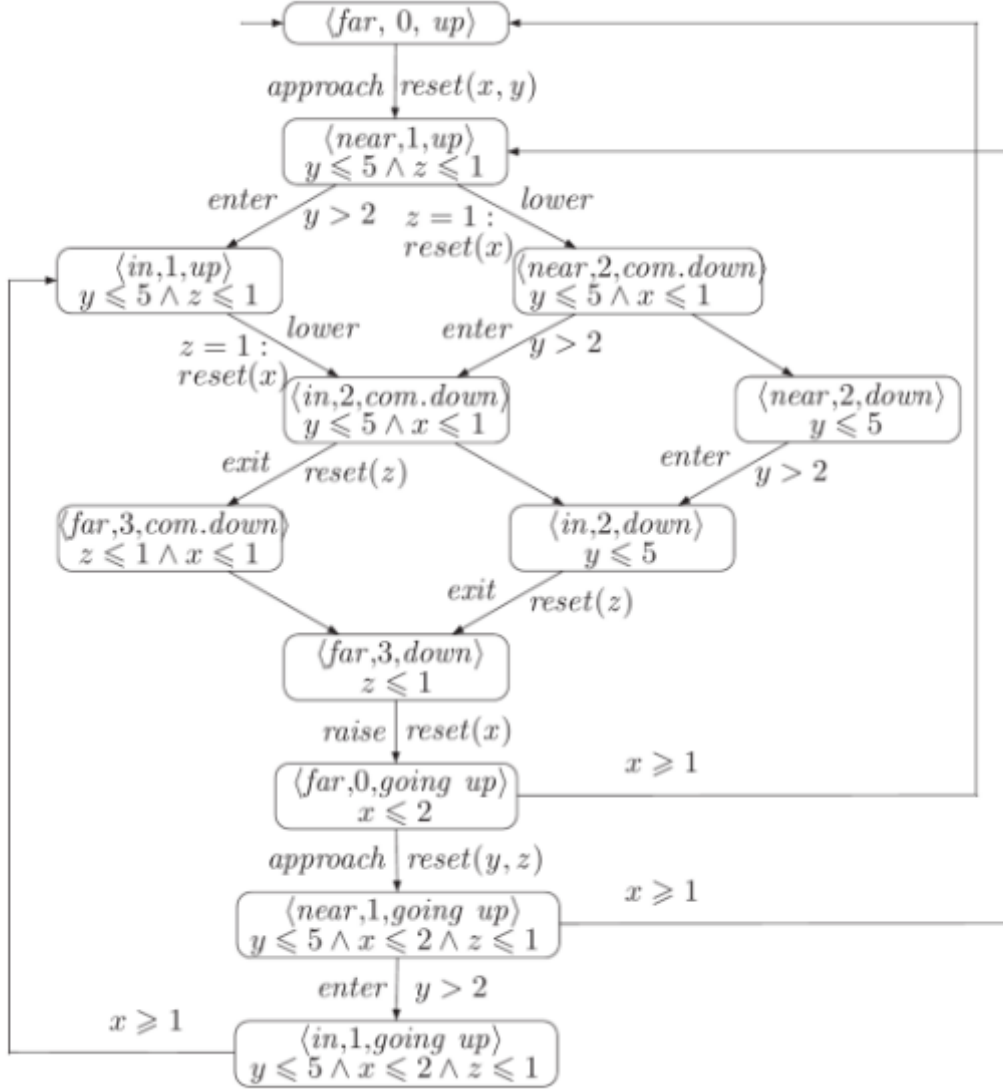 ⟨far, 0, up⟩
approach reset(x, y)
⟨near,1,up⟩
y ⩽ 5 ∧ z ⩽ 1
enter y > 2
z = 1 : lower
reset(x)
⟨in,1,up⟩
y ⩽ 5 ∧ z ⩽ 1
⟨near,2,com.down⟩
y ⩽ 5 ∧ x ⩽ 1
z = 1 : lower
reset(x)
enter y > 2
⟨in,2,com.down⟩
y ⩽ 5 ∧ x ⩽ 1
⟨near,2,down⟩
y ⩽ 5
exit reset(z)
enter y > 2
⟨far,3,com.down⟩
z ⩽ 1 ∧ x ⩽ 1
⟨in,2,down⟩
y ⩽ 5
exit reset(z)
⟨far,3,down⟩
z ⩽ 1
raise reset(x)
⟨far,0,going up⟩
x ⩽ 2
x ⩾ 1
approach reset(y, z)
⟨near,1,going up⟩
y ⩽ 5 ∧ x ⩽ 2 ∧ z ⩽ 1
x ⩾ 1
enter y > 2
x ⩾ 1
⟨in,1,going up⟩
y ⩽ 5 ∧ x ⩽ 2 ∧ z ⩽ 1